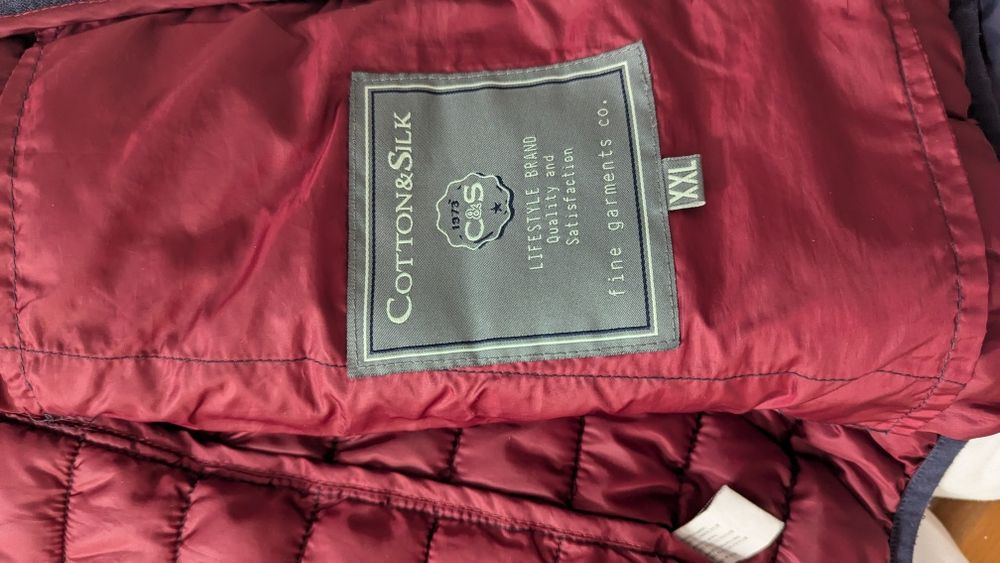 COTTON&SILK
1973
C&S
LIFESTYLE BRAND
Quality and
Satisfaction
fine garments co.
XXL